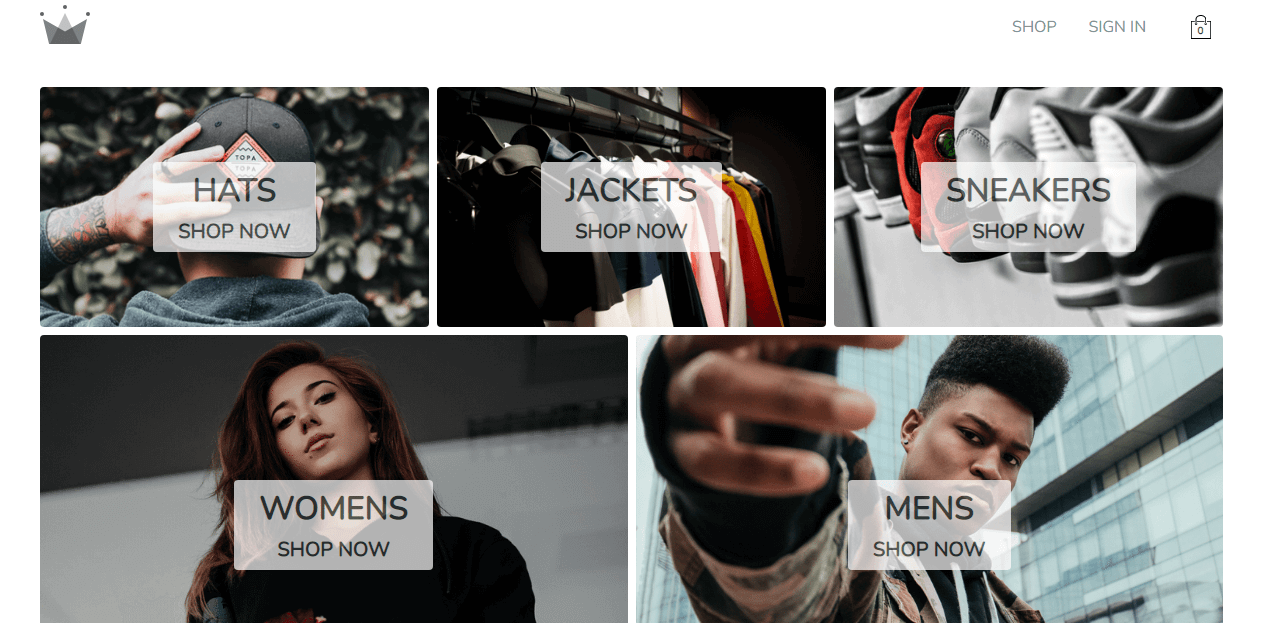 SHOP SIGN IN
0
TOPA
TOPA
HATS
SHOP NOW
JACKETS
SHOP NOW
SNEAKERS
SHOP NOW
WOMENS
SHOP NOW
MENS
SHOP NOW